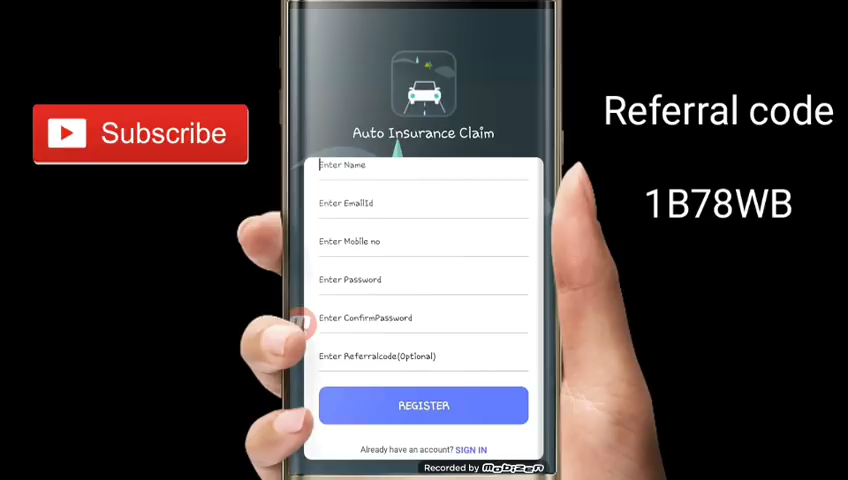 Subscribe
Referral code
1B78WB
Auto Insurance Claim
Enter Name
Enter EmailId
Enter Mobile no
Enter Password
Enter ConfirmPassword
Enter Referralcode(Optional)
REGISTER
Already have an account? SIGN IN
Recorded by mobizen